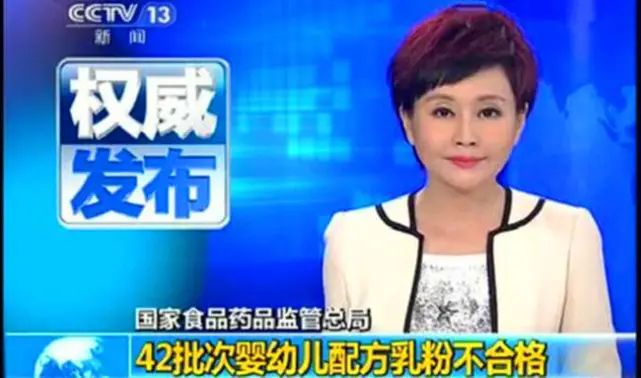 CCTV 13
新闻
权威
发布
国家食品药品监管总局
42批次婴幼儿配方乳粉不合格